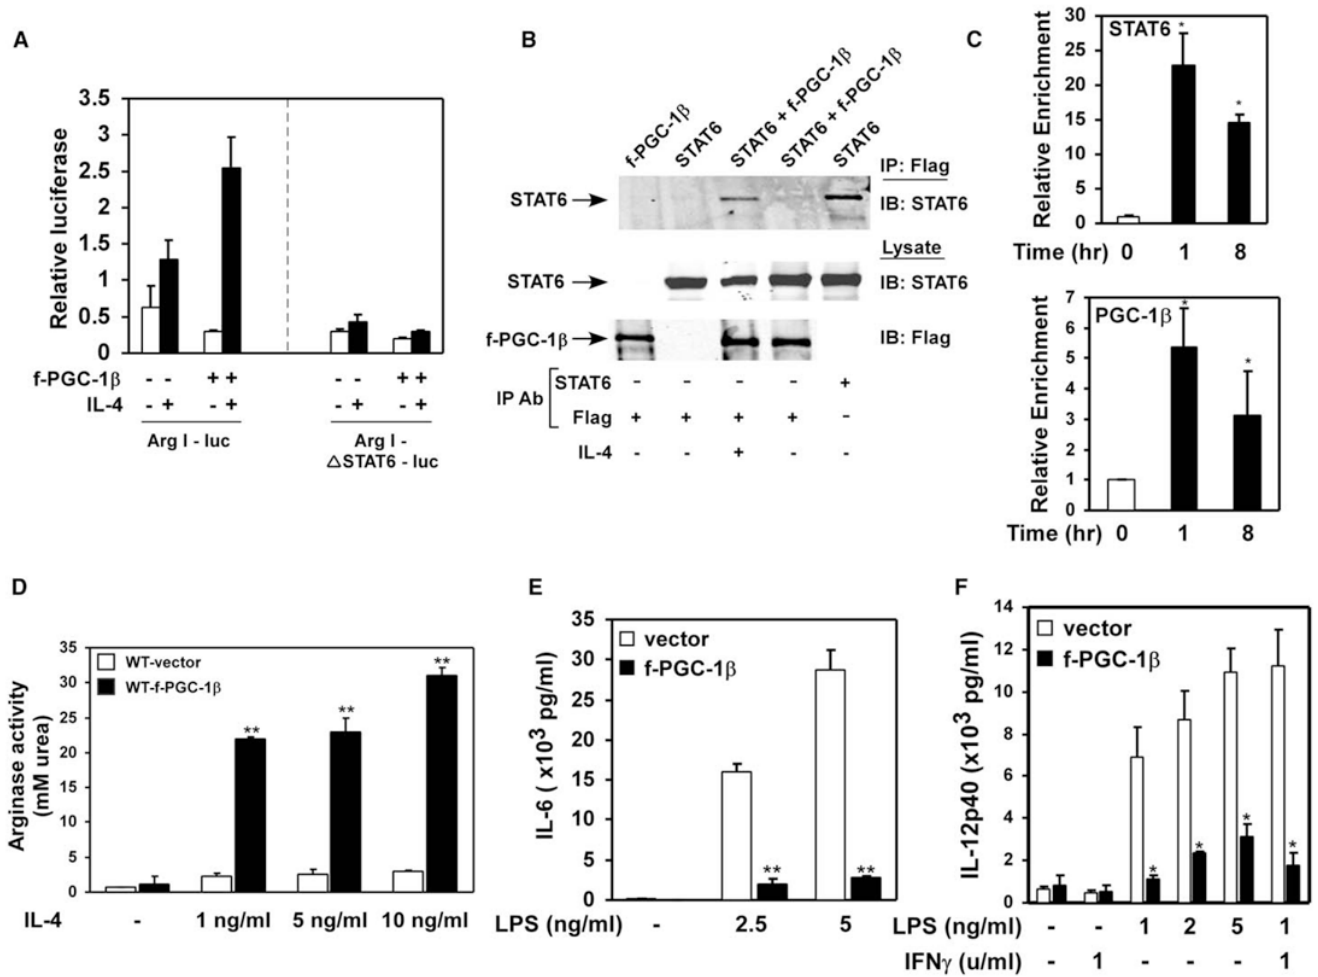 A
3.5
3
2.5
2
1.5
1
0.5
0
Relative luciferase
f-PGC-1β - - + + - - + +
IL-4 - + - + - + - +
Arg I - luc
Arg I -
△STAT6 - luc
B
f-PGC-1β
STAT6
STAT6 + f-PGC-1β
STAT6 + f-PGC-1β
STAT6
IP: Flag
STAT6
IB: STAT6
Lysate
STAT6
IB: STAT6
f-PGC-1β
IB: Flag
IP Ab
STAT6 - - - - +
Flag + + + + -
IL-4 - - + - -
C
30
25
20
15
10
5
0
Relative Enrichment
STAT6
* *
Time (hr) 0 1 8
7
6
5
4
3
2
1
0
Relative Enrichment
PGC-1β
* *
Time (hr) 0 1 8
D
35
30
25
20
15
10
5
0
Arginase activity
(mM urea)
WT-vector
WT-f-PGC-1β
** ** **
IL-4 - 1 ng/ml 5 ng/ml 10 ng/ml
E
35
30
25
20
15
10
5
0
IL-6 ( x10³ pg/ml)
vector
f-PGC-1β
** **
LPS (ng/ml) - 2.5 5
F
14
12
10
8
6
4
2
0
IL-12p40 (x10³ pg/ml)
vector
f-PGC-1β
* * * *
LPS (ng/ml) - - 1 2 5 1
IFNγ (u/ml) - 1 - - - 1